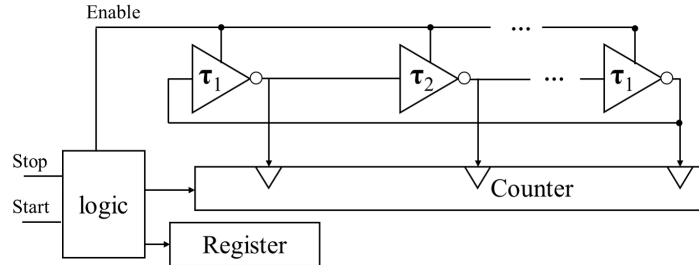 Enable
...
τ1
τ2
...
τ1
Stop
logic
Counter
Start
Register